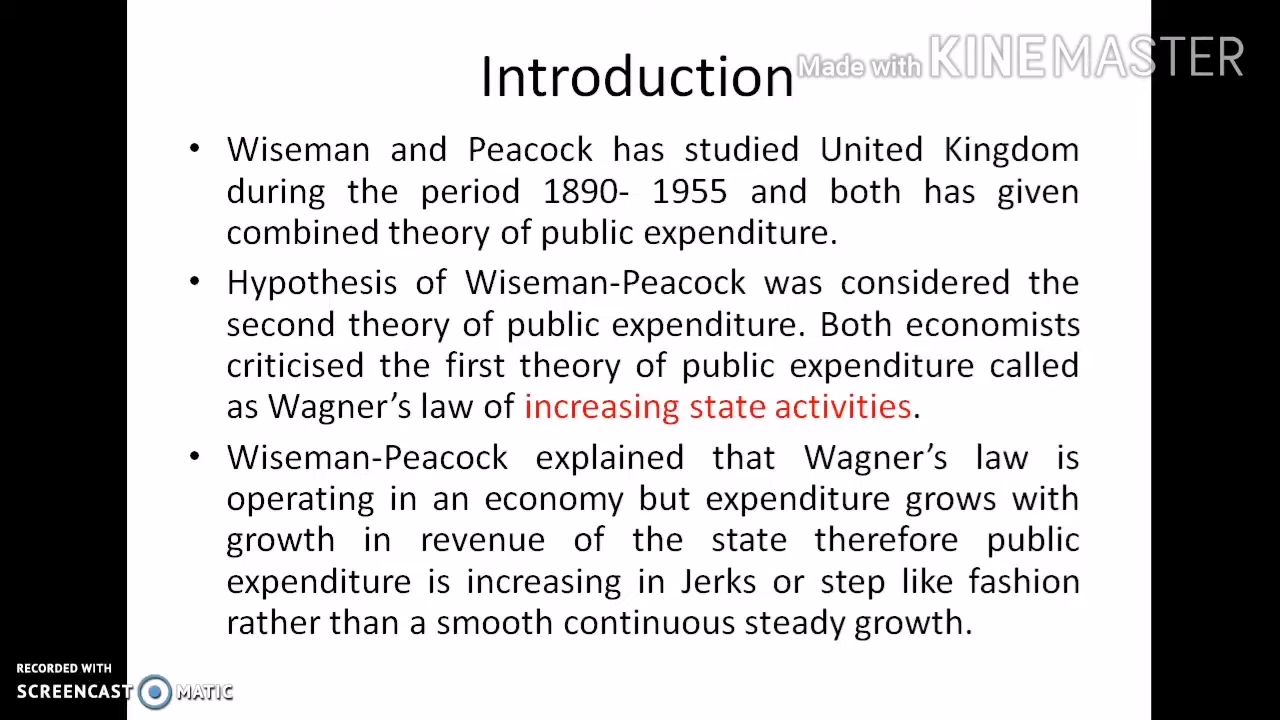 Introduction
Made with KINEMASTER
• Wiseman and Peacock has studied United Kingdom
during the period 1890- 1955 and both has given
combined theory of public expenditure.
• Hypothesis of Wiseman-Peacock was considered the
second theory of public expenditure. Both economists
criticised the first theory of public expenditure called
as Wagner’s law of increasing state activities.
• Wiseman-Peacock explained that Wagner’s law is
operating in an economy but expenditure grows with
growth in revenue of the state therefore public
expenditure is increasing in Jerks or step like fashion
rather than a smooth continuous steady growth.
RECORDED WITH
SCREENCAST MATIC